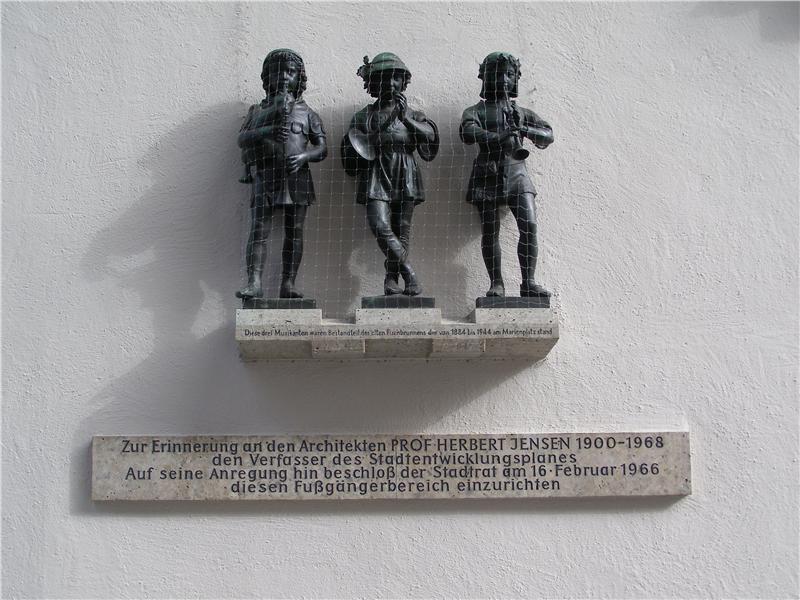 Diese drei Musikanten waren Bestandteil des alten Fischbrunnens der von 1884 bis 1944 am Marienplatz stand
Zur Erinnerung an den Architekten PROF HERBERT JENSEN 1900-1968
den Verfasser des Stadtentwicklungsplanes
Auf seine Anregung hin beschloß der Stadtrat am 16·Februar 1966
diesen Fußgängerbereich einzurichten